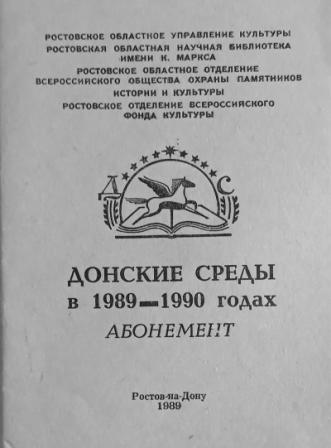 РОСТОВСКОЕ ОБЛАСТНОЕ УПРАВЛЕНИЕ КУЛЬТУРЫ
РОСТОВСКАЯ ОБЛАСТНАЯ НАУЧНАЯ БИБЛИОТЕКА
ИМЕНИ К. МАРКСА
РОСТОВСКОЕ ОБЛАСТНОЕ ОТДЕЛЕНИЕ
ВСЕРОССИЙСКОГО ОБЩЕСТВА ОХРАНЫ ПАМЯТНИКОВ
ИСТОРИИ И КУЛЬТУРЫ
РОСТОВСКОЕ ОТДЕЛЕНИЕ ВСЕРОССИЙСКОГО
ФОНДА КУЛЬТУРЫ
Д С
ДОНСКИЕ СРЕДЫ
в 1989—1990 годах
АБОНЕМЕНТ
Ростов-на-Дону
1989